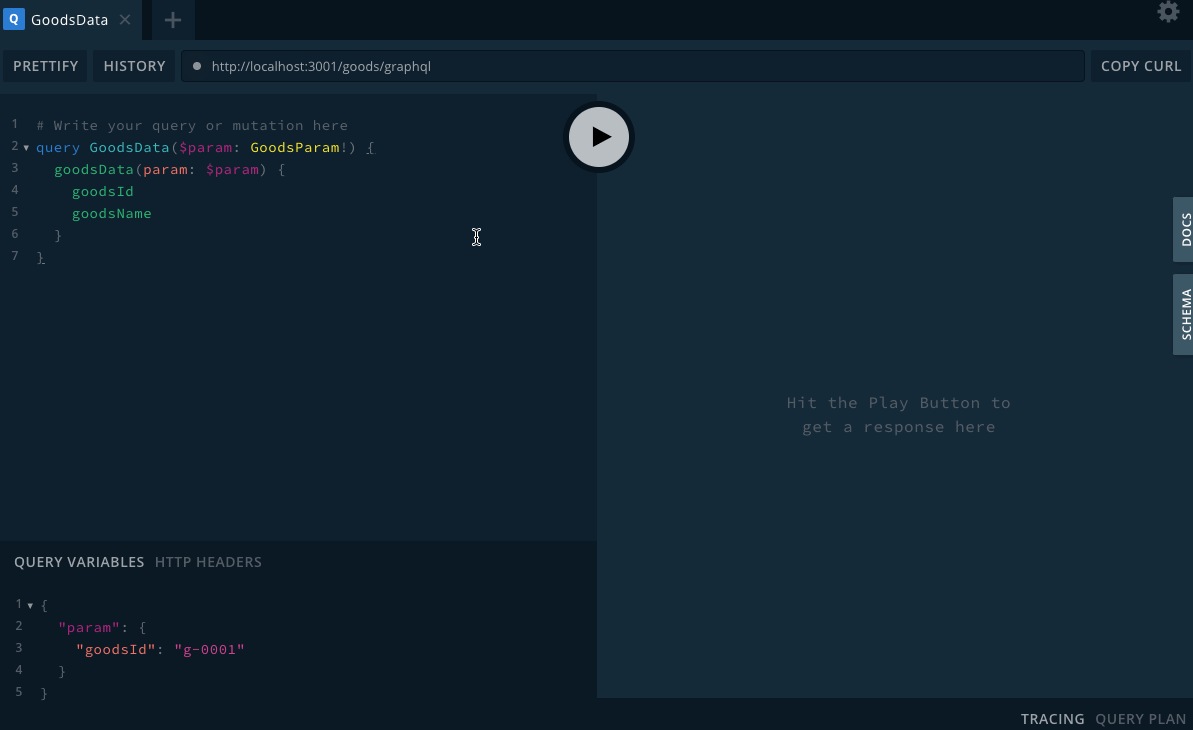 Q GoodsData
PRETTIFY HISTORY http://localhost:3001/goods/graphql COPY CURL
1 # Write your query or mutation here
2 query GoodsData($param: GoodsParam!) {
3 goodsData(param: $param) {
4 goodsId
5 goodsName
6 }
7 }
DOCS
SCHEMA
Hit the Play Button to
get a response here
QUERY VARIABLES HTTP HEADERS
1 {
2 "param": {
3 "goodsId": "g-0001"
4 }
5 }
TRACING QUERY PLAN